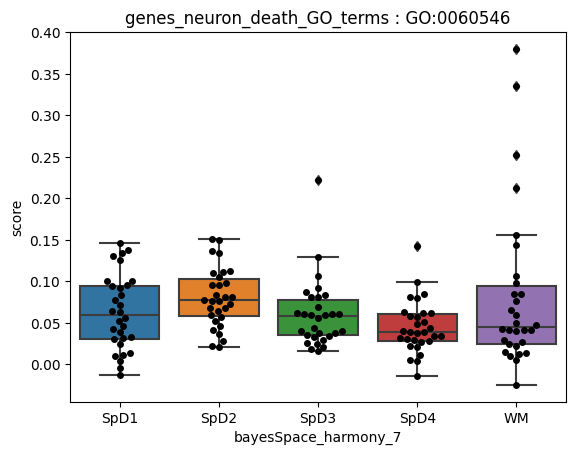 genes_neuron_death_GO_terms : GO:0060546
0.40
0.35
0.30
0.25
0.20
0.15
0.10
0.05
0.00
score
SpD1 SpD2 SpD3 SpD4 WM
bayesSpace_harmony_7